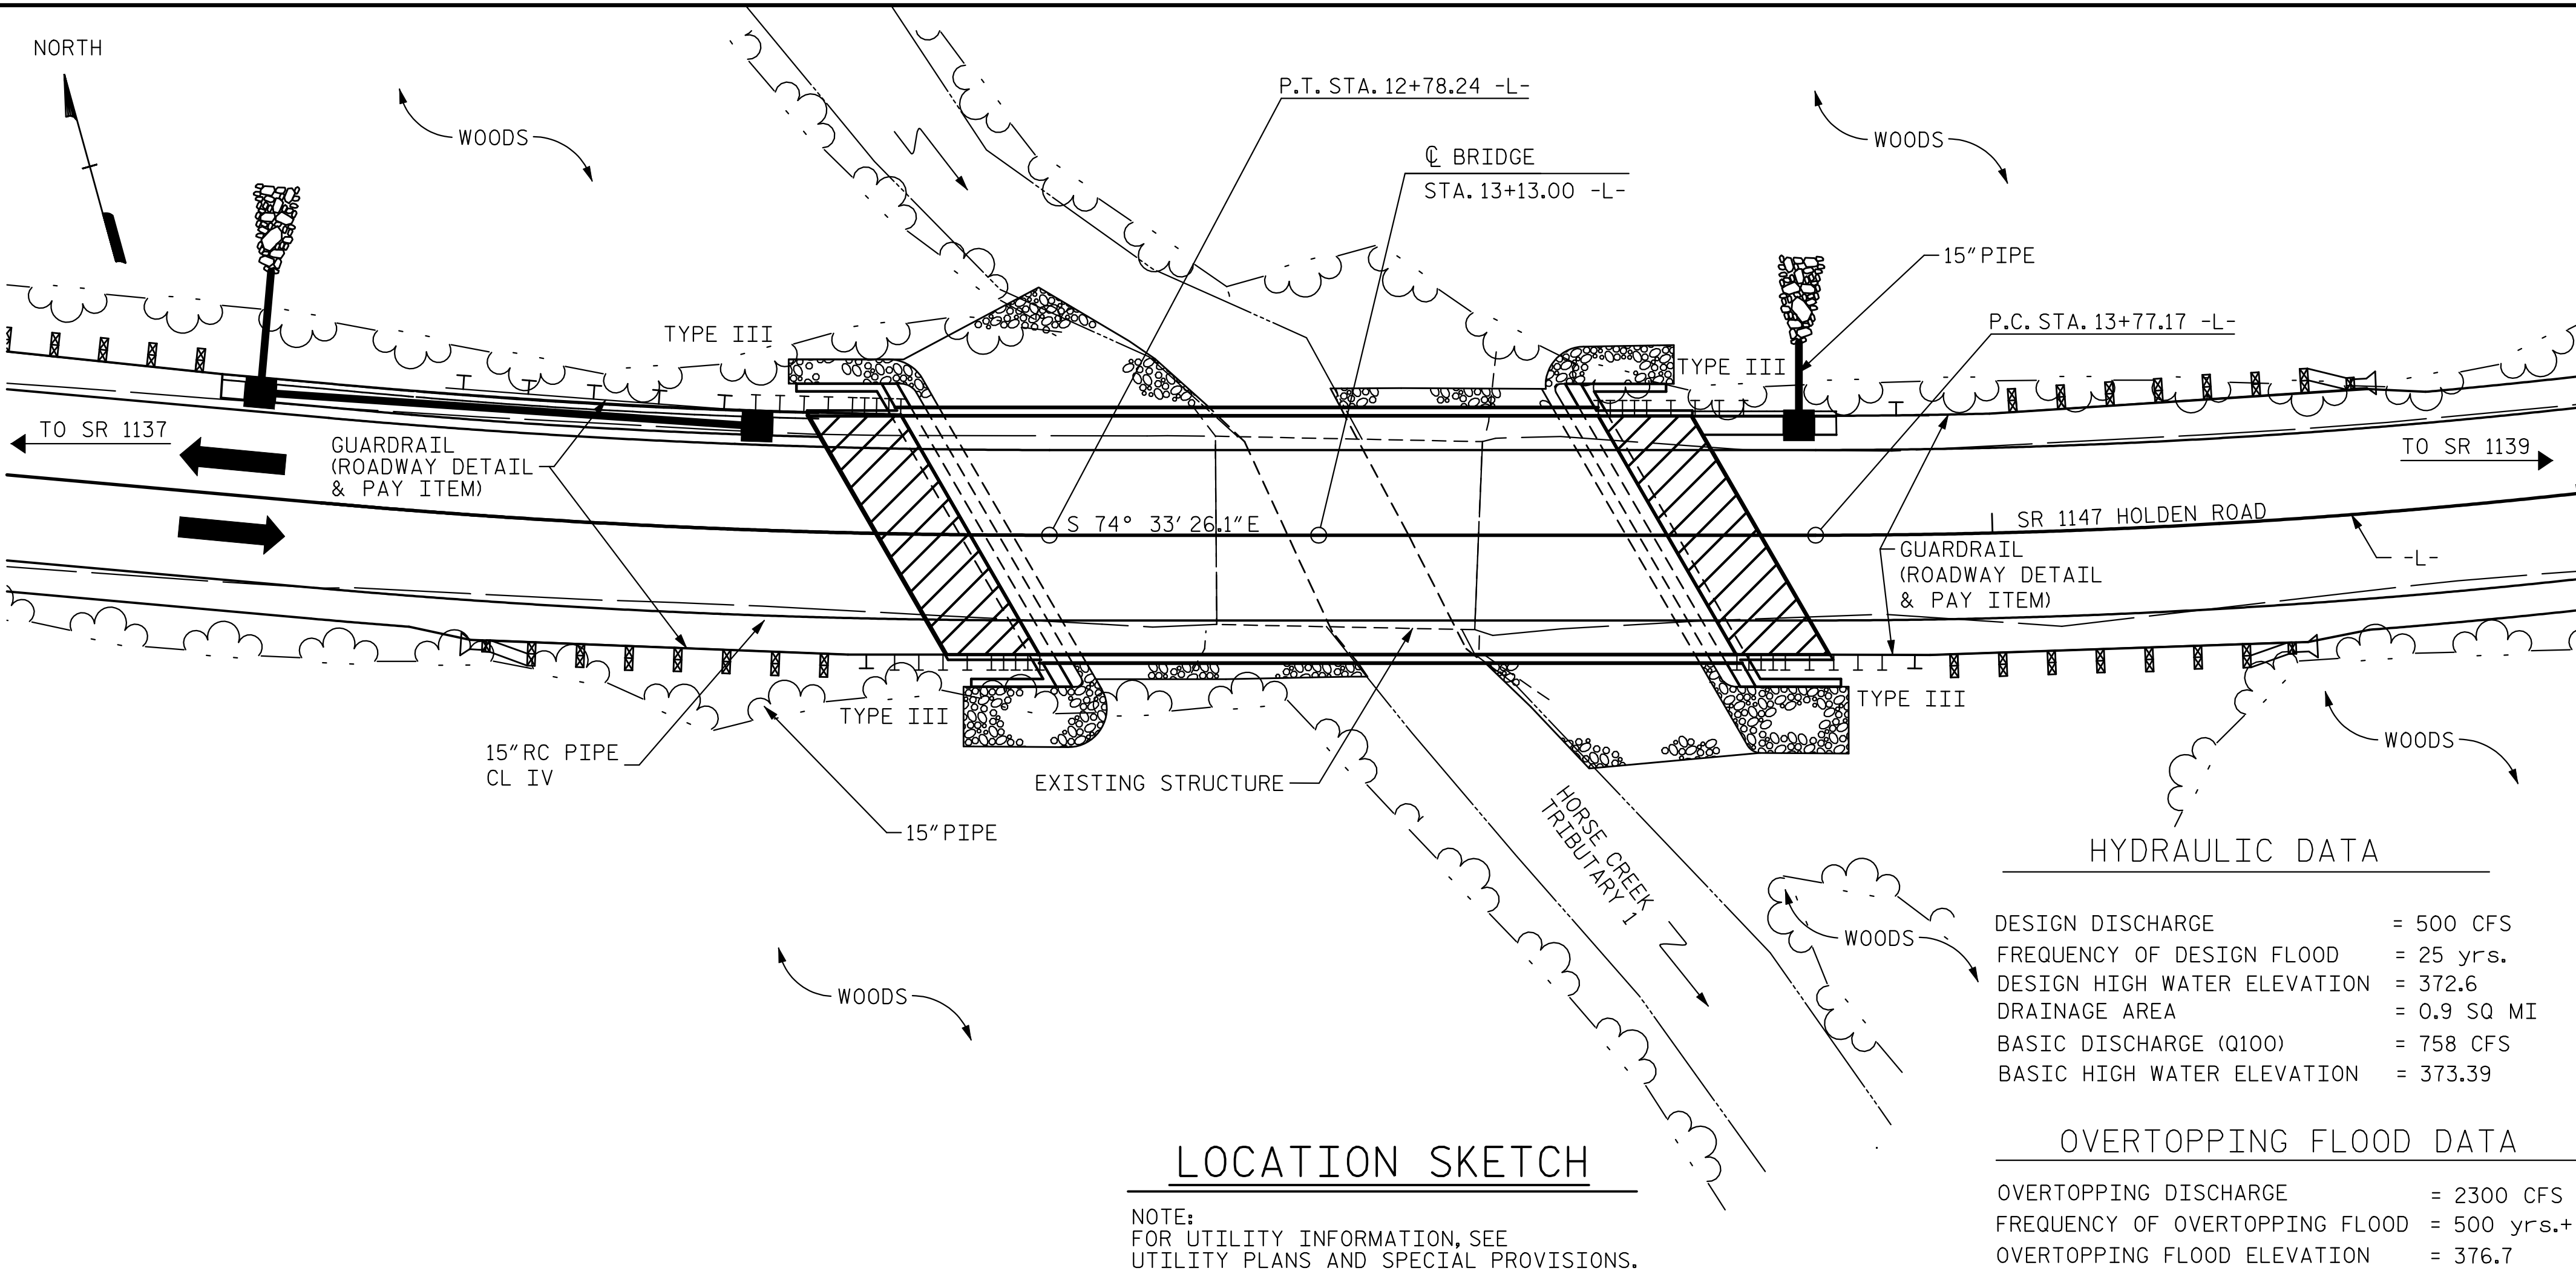 NORTH
WOODS
P.T. STA. 12+78.24 -L-
℄ BRIDGE
STA. 13+13.00 -L-
WOODS
15" PIPE
P.C. STA. 13+77.17 -L-
TYPE III
TYPE III
TO SR 1137
GUARDRAIL
(ROADWAY DETAIL
& PAY ITEM)
TO SR 1139
S 74° 33' 26.1" E
SR 1147 HOLDEN ROAD
GUARDRAIL
(ROADWAY DETAIL
& PAY ITEM)
-L-
TYPE III
TYPE III
15" RC PIPE
CL IV
EXISTING STRUCTURE
15" PIPE
WOODS
HORSE CREEK
TRIBUTARY 1
WOODS
WOODS
HYDRAULIC DATA
DESIGN DISCHARGE = 500 CFS
FREQUENCY OF DESIGN FLOOD = 25 yrs.
DESIGN HIGH WATER ELEVATION = 372.6
DRAINAGE AREA = 0.9 SQ MI
BASIC DISCHARGE (Q100) = 758 CFS
BASIC HIGH WATER ELEVATION = 373.39
OVERTOPPING FLOOD DATA
OVERTOPPING DISCHARGE = 2300 CFS
FREQUENCY OF OVERTOPPING FLOOD = 500 yrs.+
OVERTOPPING FLOOD ELEVATION = 376.7
LOCATION SKETCH
NOTE:
FOR UTILITY INFORMATION, SEE
UTILITY PLANS AND SPECIAL PROVISIONS.